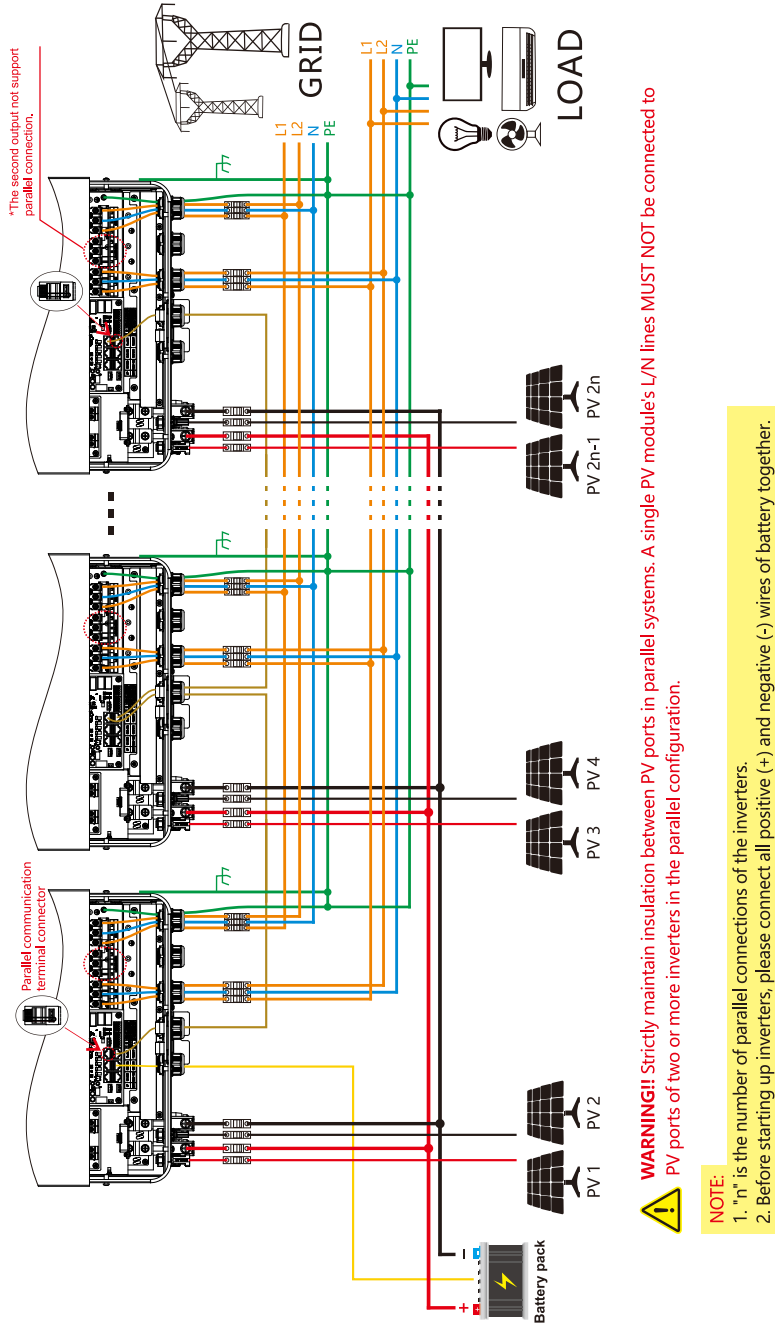 *The second output not support
parallel connection.
Parallel communication
terminal connector
GRID
L1
L2
N
PE
L1
L2
N
PE
LOAD
PV 1
PV 2
PV 3
PV 4
PV 2n-1
PV 2n
+
-
Battery pack
WARNING!! Strictly maintain insulation between PV ports in parallel systems. A single PV module's L/N lines MUST NOT be connected to
PV ports of two or more inverters in the parallel configuration.
NOTE:
1. "n" is the number of parallel connections of the inverters.
2. Before starting up inverters, please connect all positive (+) and negative (-) wires of battery together.